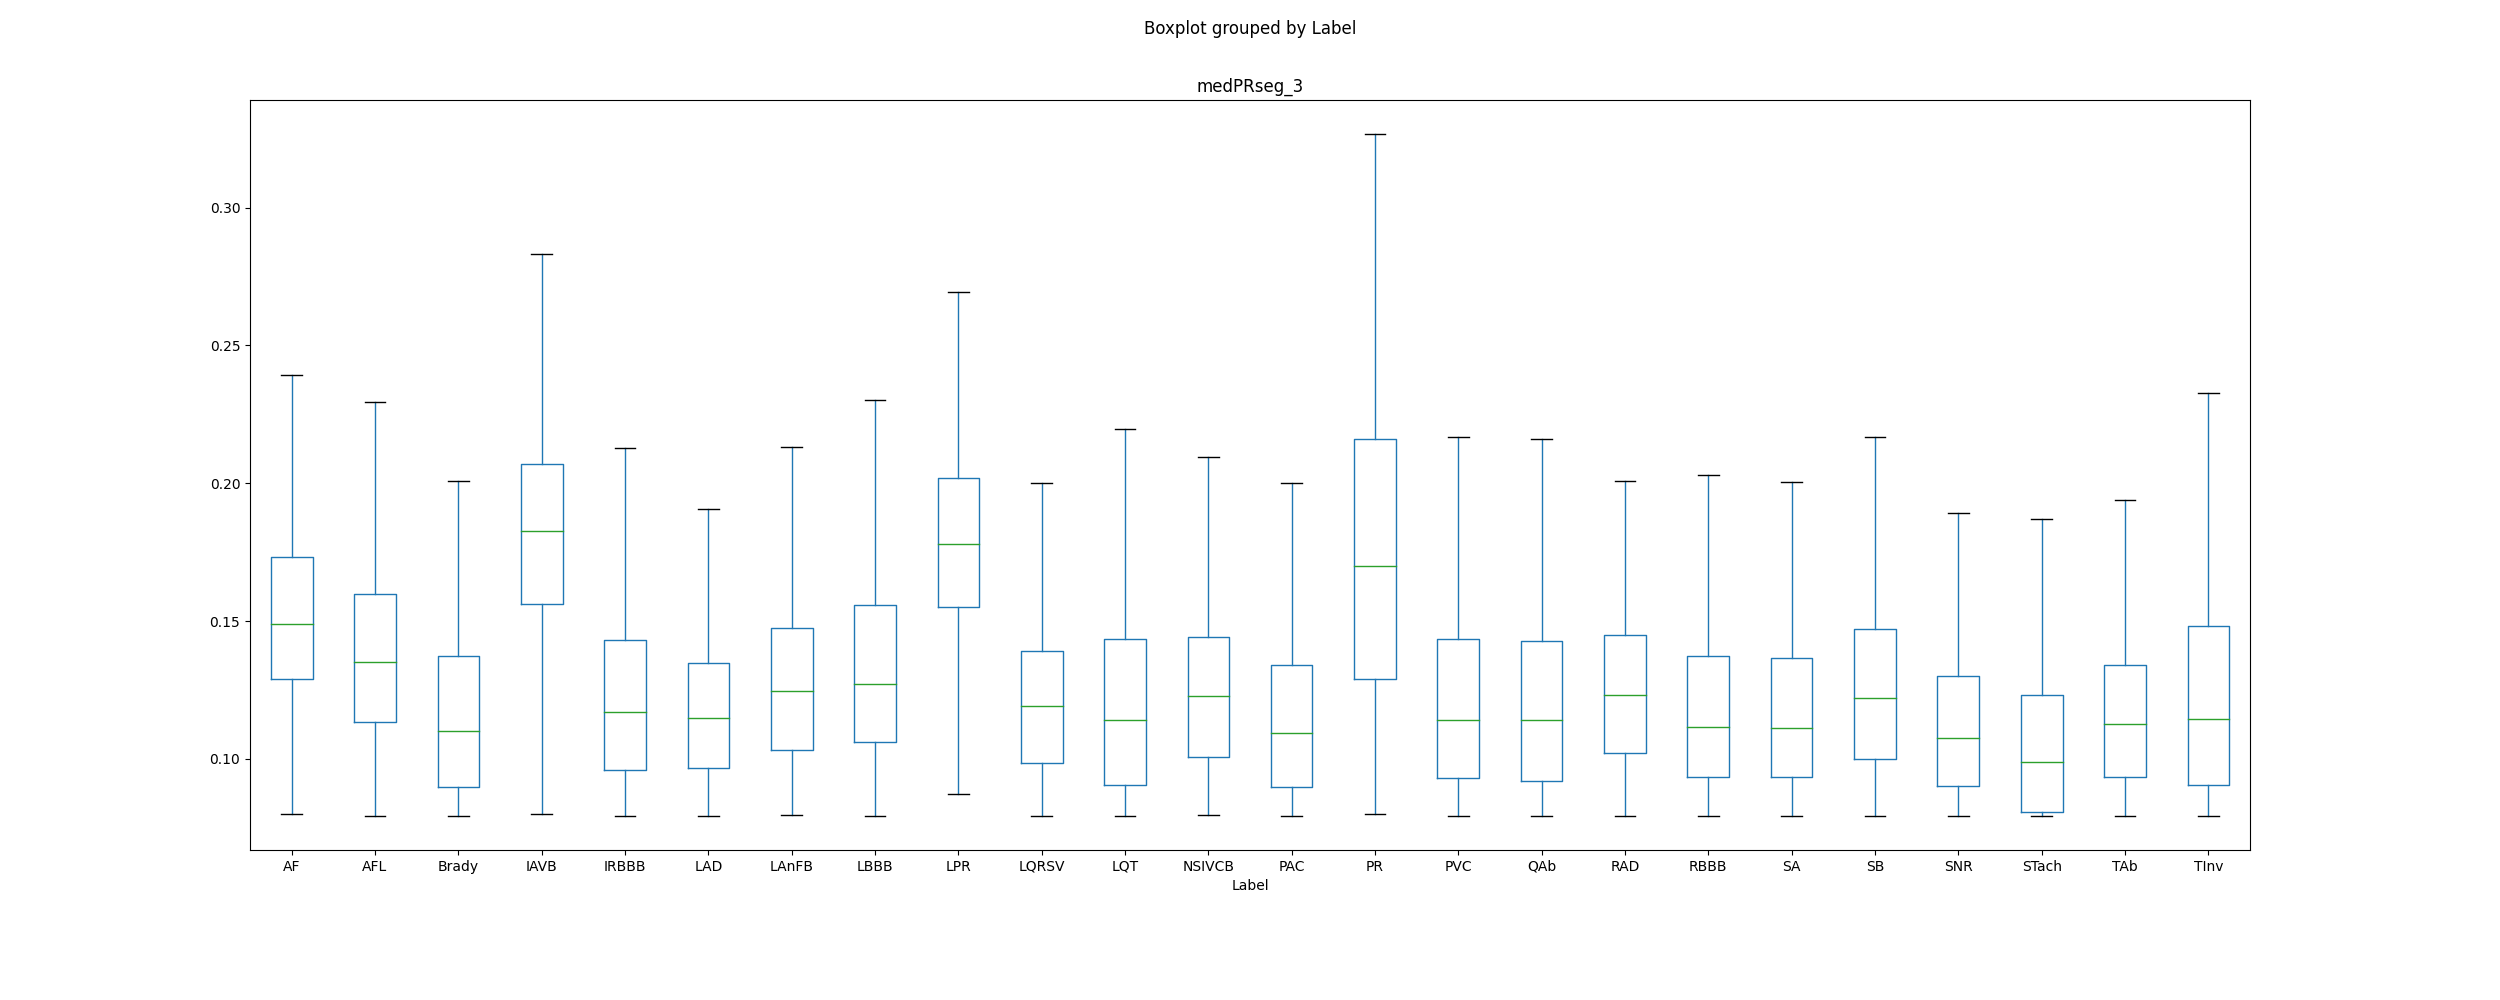 Boxplot grouped by Label
medPRseg_3
0.30
0.25
0.20
0.15
0.10
AF AFL Brady IAVB IRBBB LAD LAnFB LBBB LPR LQRSV LQT NSIVCB PAC PR PVC QAb RAD RBBB SA SB SNR STach TAb TInv
Label